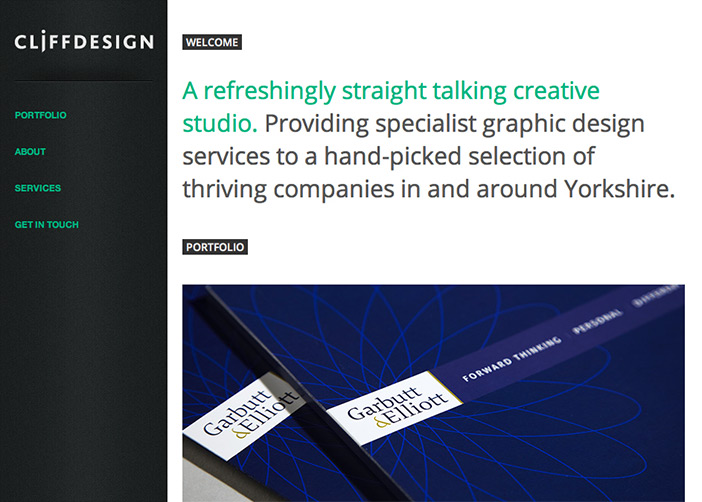 CLiFFDESIGN
PORTFOLIO
ABOUT
SERVICES
GET IN TOUCH
WELCOME
A refreshingly straight talking creative
studio. Providing specialist graphic design
services to a hand-picked selection of
thriving companies in and around Yorkshire.
PORTFOLIO
FORWARD THINKING PERSONAL
Garbutt
&Elliott
Garbutt
&Elliott